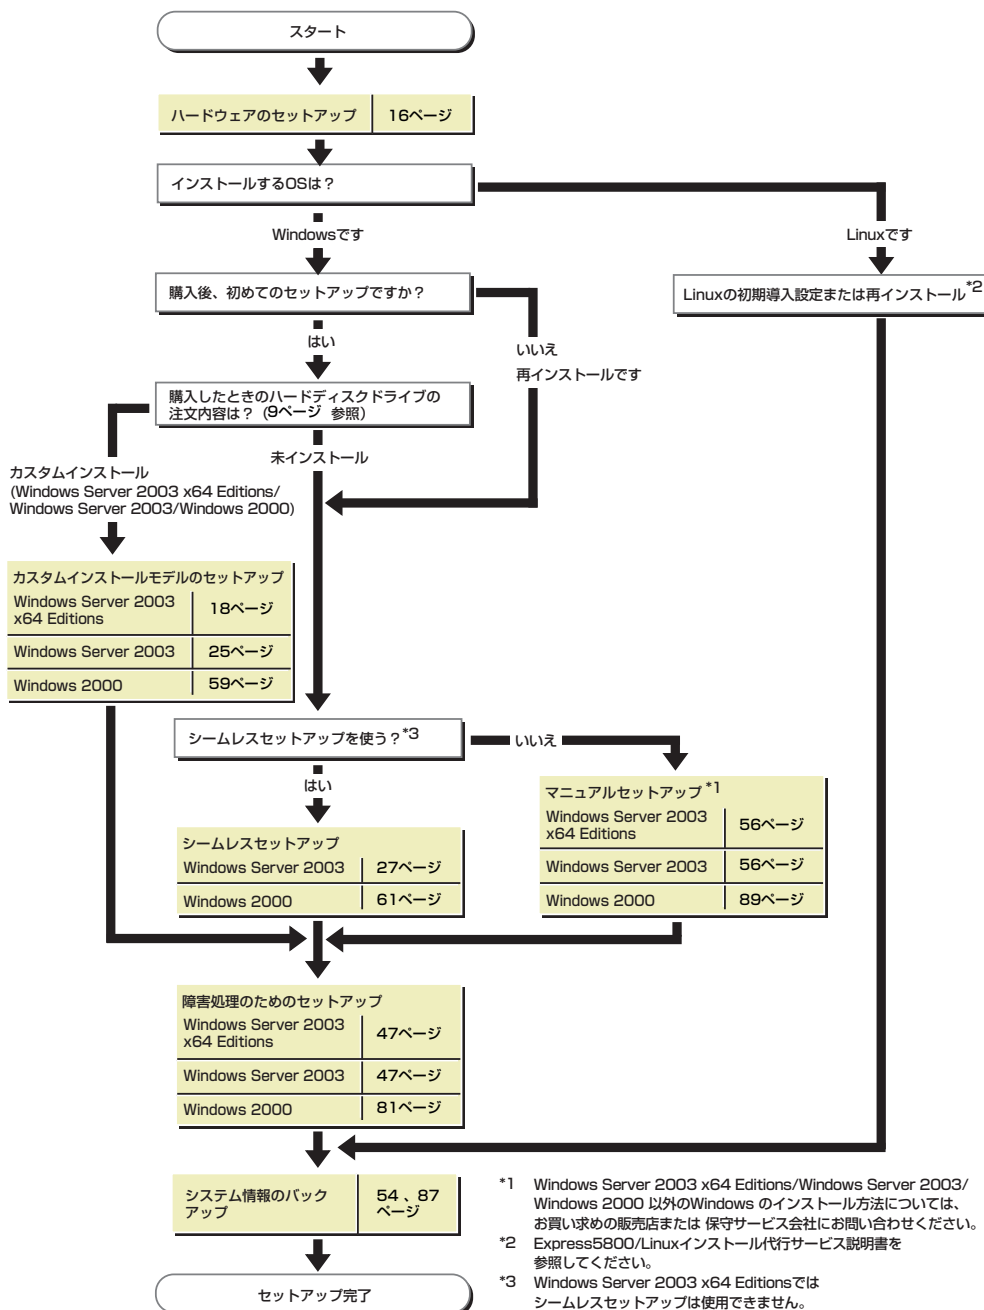 スタート
ハードウェアのセットアップ 16ページ
インストールするOSは？
Windowsです
Linuxです
購入後、初めてのセットアップですか？
Linuxの初期導入設定または再インストール*2
はい
いいえ
再インストールです
購入したときのハードディスクドライブの
注文内容は？ (9ページ 参照)
未インストール
カスタムインストール
(Windows Server 2003 x64 Editions/
Windows Server 2003/Windows 2000)
カスタムインストールモデルのセットアップ
Windows Server 2003
x64 Editions 18ページ
Windows Server 2003 25ページ
Windows 2000 59ページ
シームレスセットアップを使う？*3
いいえ
はい
マニュアルセットアップ *1
Windows Server 2003
x64 Editions 56ページ
Windows Server 2003 56ページ
Windows 2000 89ページ
シームレスセットアップ
Windows Server 2003 27ページ
Windows 2000 61ページ
障害処理のためのセットアップ
Windows Server 2003
x64 Editions 47ページ
Windows Server 2003 47ページ
Windows 2000 81ページ
システム情報のバック
アップ
54 、87
ページ
セットアップ完了
*1 Windows Server 2003 x64 Editions/Windows Server 2003/
Windows 2000 以外のWindows のインストール方法については、
お買い求めの販売店または 保守サービス会社にお問い合わせください。
*2 Express5800/Linuxインストール代行サービス説明書を
参照してください。
*3 Windows Server 2003 x64 Editionsでは
シームレスセットアップは使用できません。